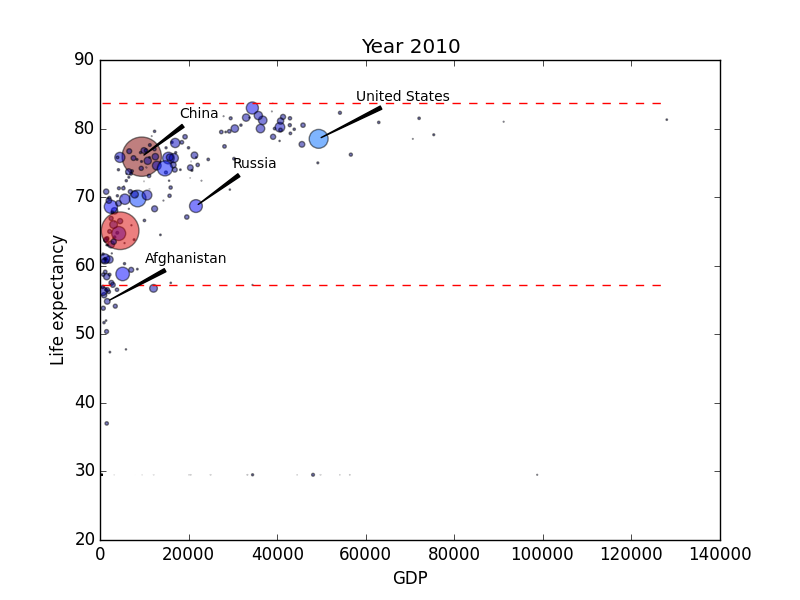 Year 2010
90
80
70
60
50
40
30
20
Life expectancy
United States
China
Russia
Afghanistan
0
20000
40000
60000
80000
100000
120000
140000
GDP